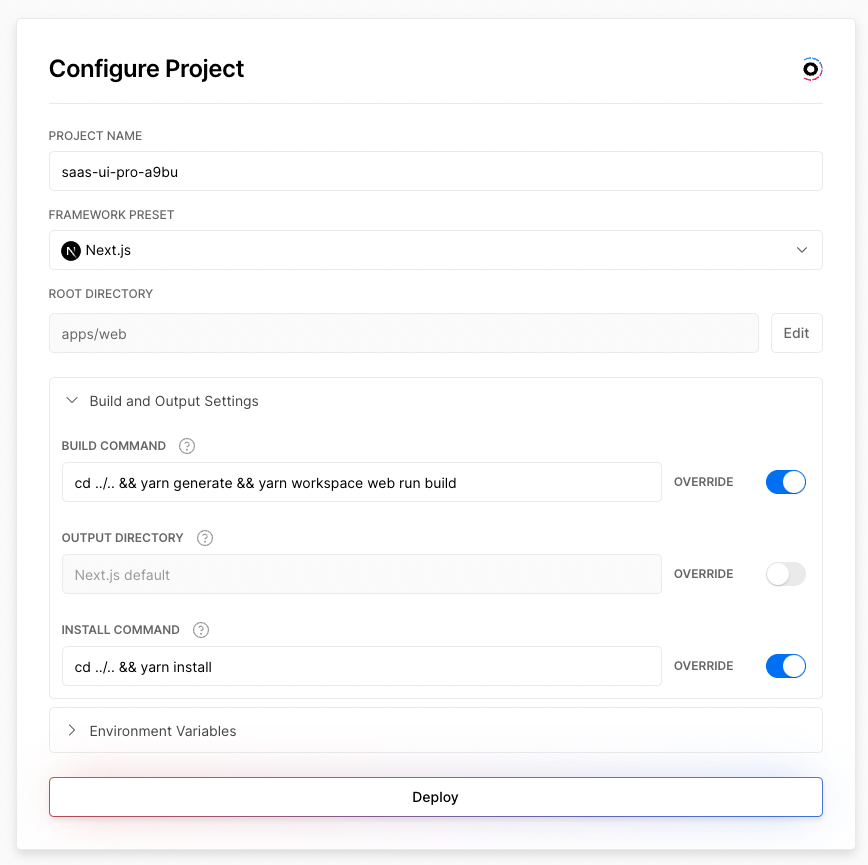 Configure Project
PROJECT NAME
saas-ui-pro-a9bu
FRAMEWORK PRESET
N Next.js
ROOT DIRECTORY
apps/web
Edit
Build and Output Settings
BUILD COMMAND ?
cd ../.. && yarn generate && yarn workspace web run build
OVERRIDE
OUTPUT DIRECTORY ?
Next.js default
OVERRIDE
INSTALL COMMAND ?
cd ../.. && yarn install
OVERRIDE
Environment Variables
Deploy